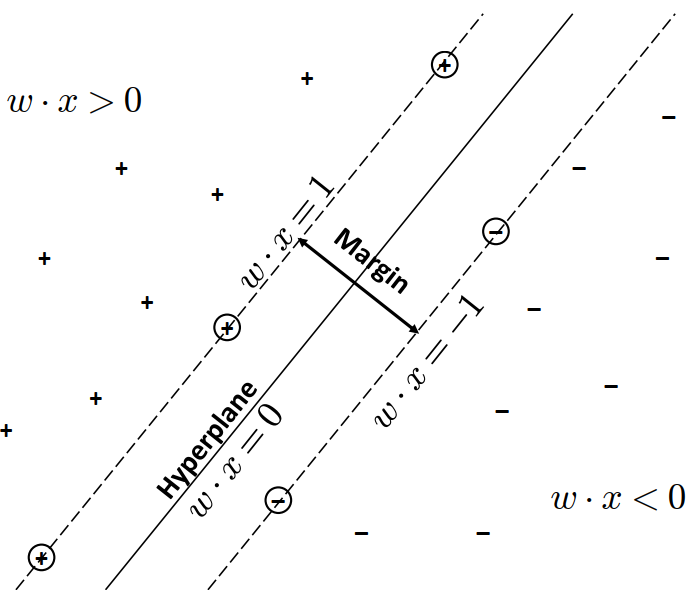 w · x > 0
w · x = 1
Margin
w · x = −1
Hyperplane
w · x = 0
w · x < 0